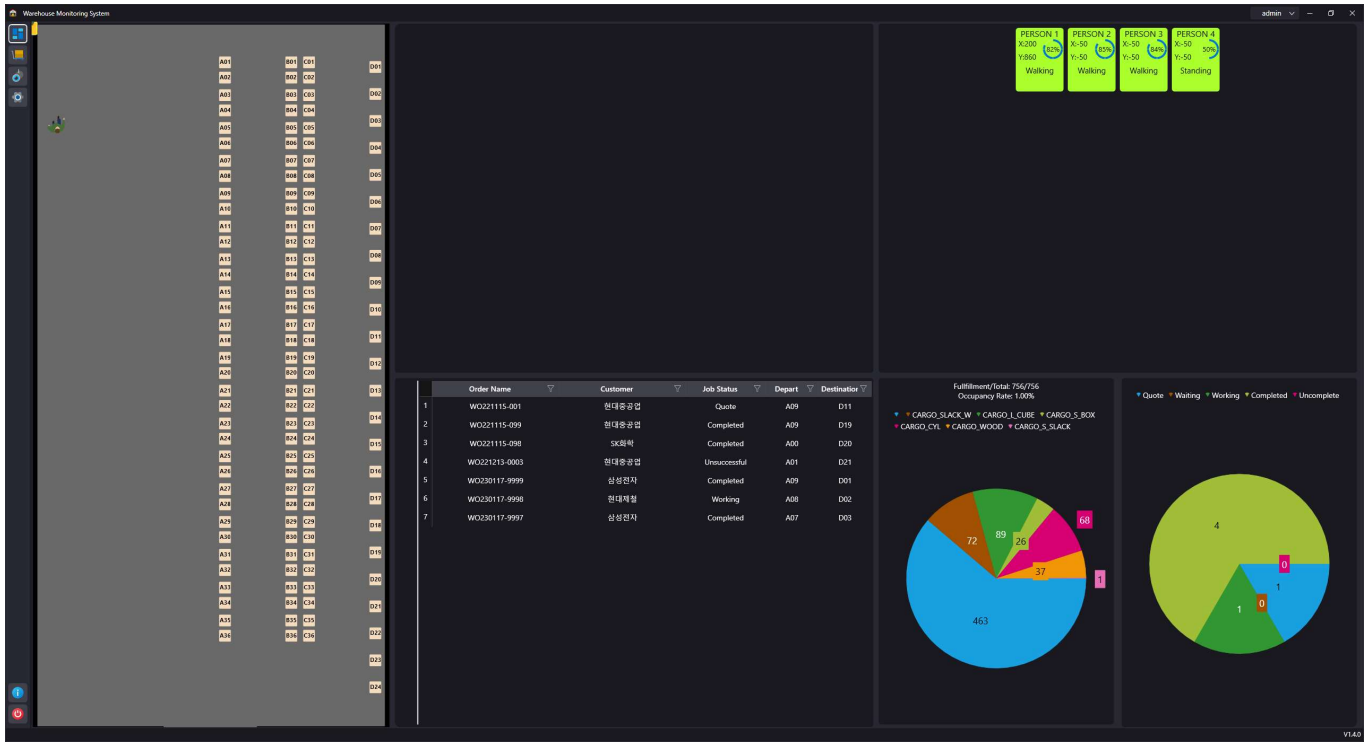 Warehouse Monitoring System
admin
A01 B01 C01 D01
A02 B02 C02
A03 B03 C03 D02
A04 B04 C04
A05 B05 C05 D03
A06 B06 C06 D04
A07 B07 C07
A08 B08 C08 D05
A09 B09 C09
A10 B10 C10 D06
A11 B11 C11 D07
A12 B12 C12
A13 B13 C13 D08
A14 B14 C14 D09
A15 B15 C15
A16 B16 C16 D10
A17 B17 C17
A18 B18 C18 D11
A19 B19 C19 D12
A20 B20 C20
A21 B21 C21 D13
A22 B22 C22
A23 B23 C23 D14
A24 B24 C24 D15
A25 B25 C25
A26 B26 C26 D16
A27 B27 C27 D17
A28 B28 C28
A29 B29 C29 D18
A30 B30 C30
A31 B31 C31 D19
A32 B32 C32 D20
A33 B33 C33
A34 B34 C34 D21
A35 B35 C35
A36 B36 C36 D22
D23
D24
PERSON 1
X:200
Y:860
82%
Walking
PERSON 2
X:-50
Y:-50
85%
Walking
PERSON 3
X:-50
Y:-50
84%
Walking
PERSON 4
X:-50
Y:-50
50%
Standing
Order Name Customer Job Status Depart Destination
1 WO221115-001 현대중공업 Quote A09 D11
2 WO221115-099 현대중공업 Completed A09 D19
3 WO221115-098 SK화학 Completed A00 D20
4 WO221213-0003 현대중공업 Unsuccessful A01 D21
5 WO230117-9999 삼성전자 Completed A09 D01
6 WO230117-9998 현대제철 Working A08 D02
7 WO230117-9997 삼성전자 Completed A07 D03
Fullfillment/Total: 756/756
Occupancy Rate: 1.00%
CARGO_SLACK_W CARGO_L_CUBE CARGO_S_BOX
CARGO_CYL CARGO_WOOD CARGO_S_SLACK
72
89
26
68
37
1
463
Quote Waiting Working Completed Uncomplete
4
0
1
1
0
V1.4.0